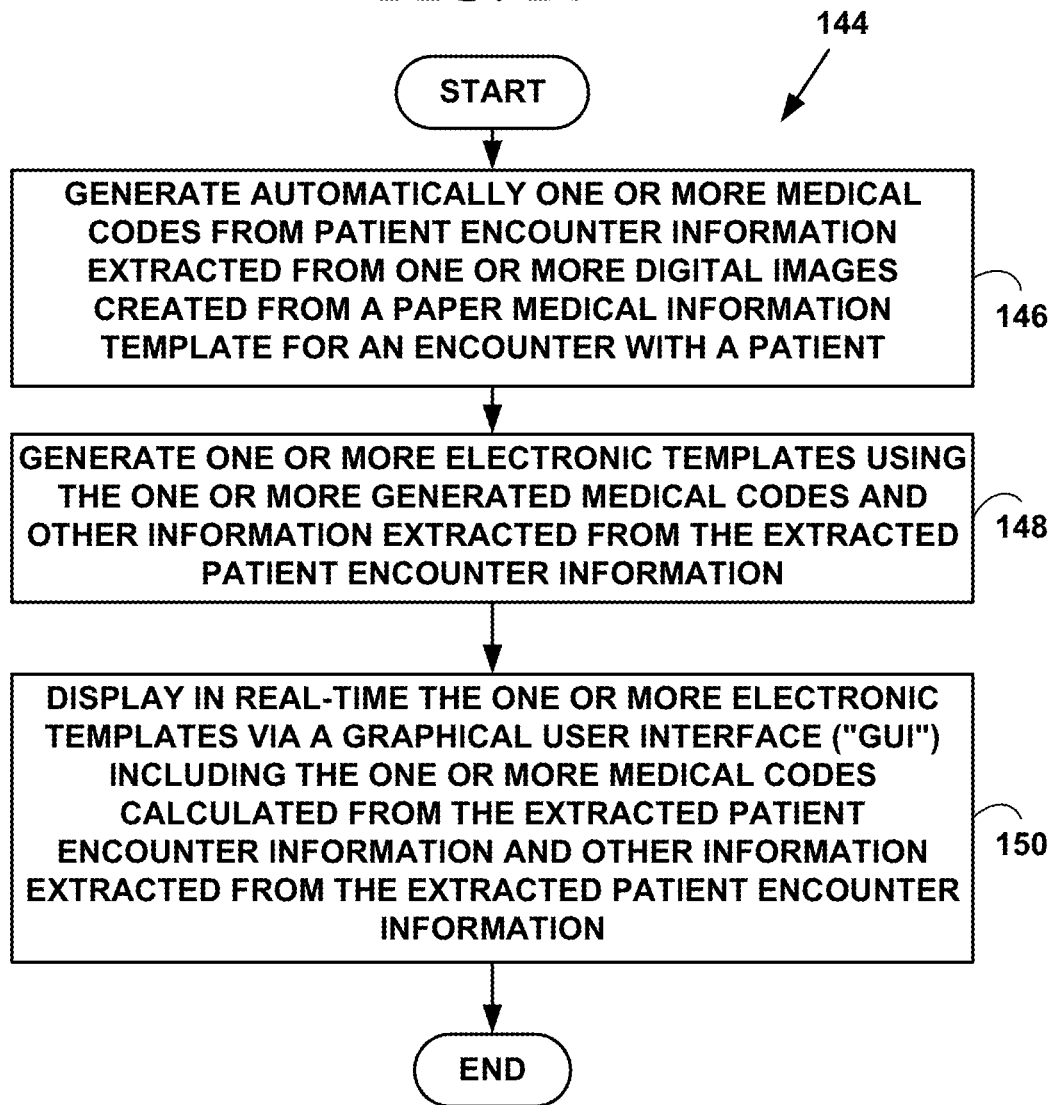 144
START
GENERATE AUTOMATICALLY ONE OR MORE MEDICAL
CODES FROM PATIENT ENCOUNTER INFORMATION
EXTRACTED FROM ONE OR MORE DIGITAL IMAGES
CREATED FROM A PAPER MEDICAL INFORMATION
TEMPLATE FOR AN ENCOUNTER WITH A PATIENT
146
GENERATE ONE OR MORE ELECTRONIC TEMPLATES USING
THE ONE OR MORE GENERATED MEDICAL CODES AND
OTHER INFORMATION EXTRACTED FROM THE EXTRACTED
PATIENT ENCOUNTER INFORMATION
148
DISPLAY IN REAL-TIME THE ONE OR MORE ELECTRONIC
TEMPLATES VIA A GRAPHICAL USER INTERFACE ("GUI")
INCLUDING THE ONE OR MORE MEDICAL CODES
CALCULATED FROM THE EXTRACTED PATIENT
ENCOUNTER INFORMATION AND OTHER INFORMATION
EXTRACTED FROM THE EXTRACTED PATIENT ENCOUNTER
INFORMATION
150
END